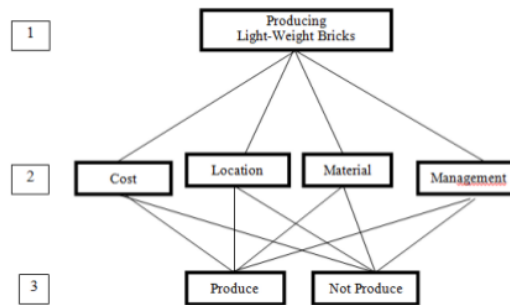 1
Producing
Light-Weight Bricks
2
Cost
Location
Material
Management
3
Produce
Not Produce